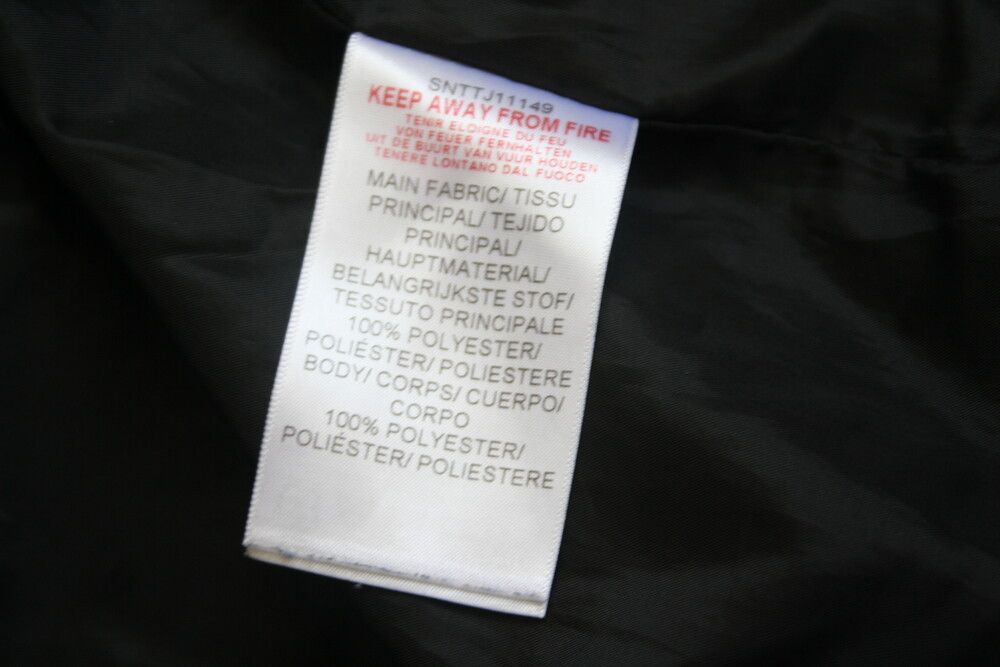 SNTTJ11149
KEEP AWAY FROM FIRE
TENIR ELOIGNE DU FEU
VON FEUER FERNHALTEN
UIT DE BUURT VAN VUUR HOUDEN
TENERE LONTANO DAL FUOCO
MAIN FABRIC/ TISSU
PRINCIPAL/ TEJIDO
PRINCIPAL/
HAUPTMATERIAL/
BELANGRIJKSTE STOF/
TESSUTO PRINCIPALE
100% POLYESTER/
POLIÉSTER/ POLIESTERE
BODY/ CORPS/ CUERPO/
CORPO
100% POLYESTER/
POLIÉSTER/ POLIESTERE